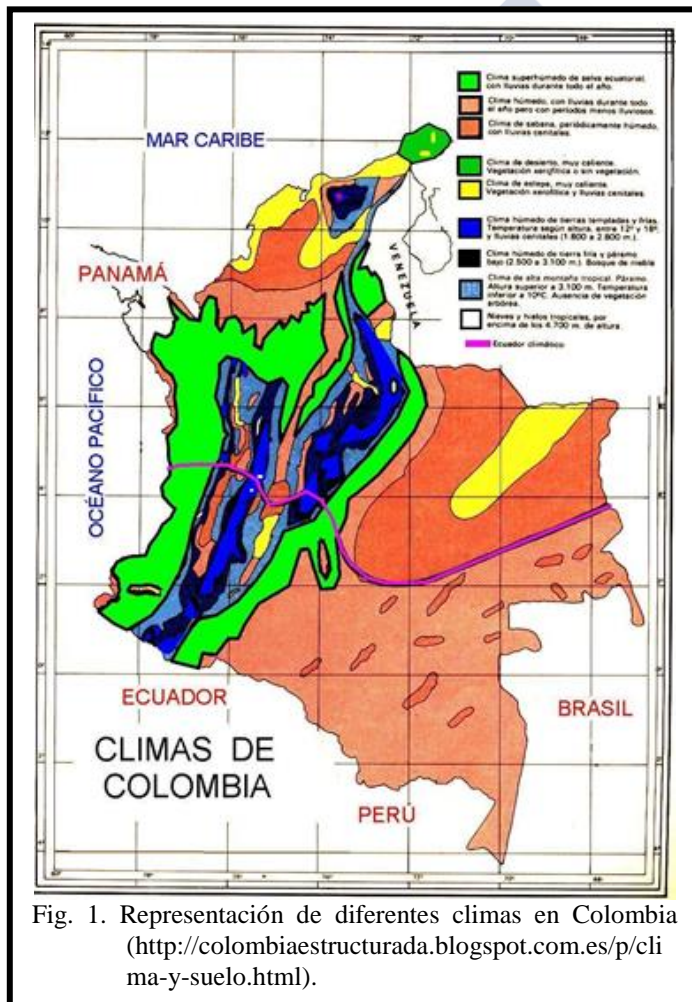 MAR CARIBE
PANAMÁ
VENEZUELA
OCÉANO PACÍFICO
ECUADOR
BRASIL
PERÚ
CLIMAS DE
COLOMBIA
Clima superhúmedo de selva ecuatorial,
con lluvias durante todo el año.
Clima húmedo, con lluvias durante todo
el año pero con períodos menos lluviosos.
Clima de sabana, periódicamente húmedo,
con lluvias cenitales.
Clima de desierto, muy caliente.
Vegetación xerofítica o sin vegetación.
Clima de estepa, muy caliente.
Vegetación xerofítica y lluvias cenitales.
Clima húmedo de tierras templadas y frías.
Temperatura según altura, entre 12° y 18°,
y lluvias cenitales (1.800 a 2.800 m.).
Clima húmedo de tierra fría y páramo
bajo (2.500 a 3.100 m.). Bosque de niebla
Clima de alta montaña tropical. Páramo.
Altura superior a 3.100 m. Temperatura
inferior a 10°C. Ausencia de vegetación
arbórea.
Nieves y hielos tropicales, por
encima de los 4.700 m. de altura.
Ecuador climático
Fig. 1. Representación de diferentes climas en Colombia
(http://colombiaestructurada.blogspot.com.es/p/cli
ma-y-suelo.html).